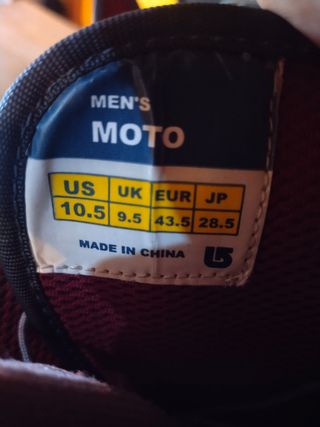 MEN'S
MOTO
US UK EUR JP
10.5 9.5 43.5 28.5
MADE IN CHINA